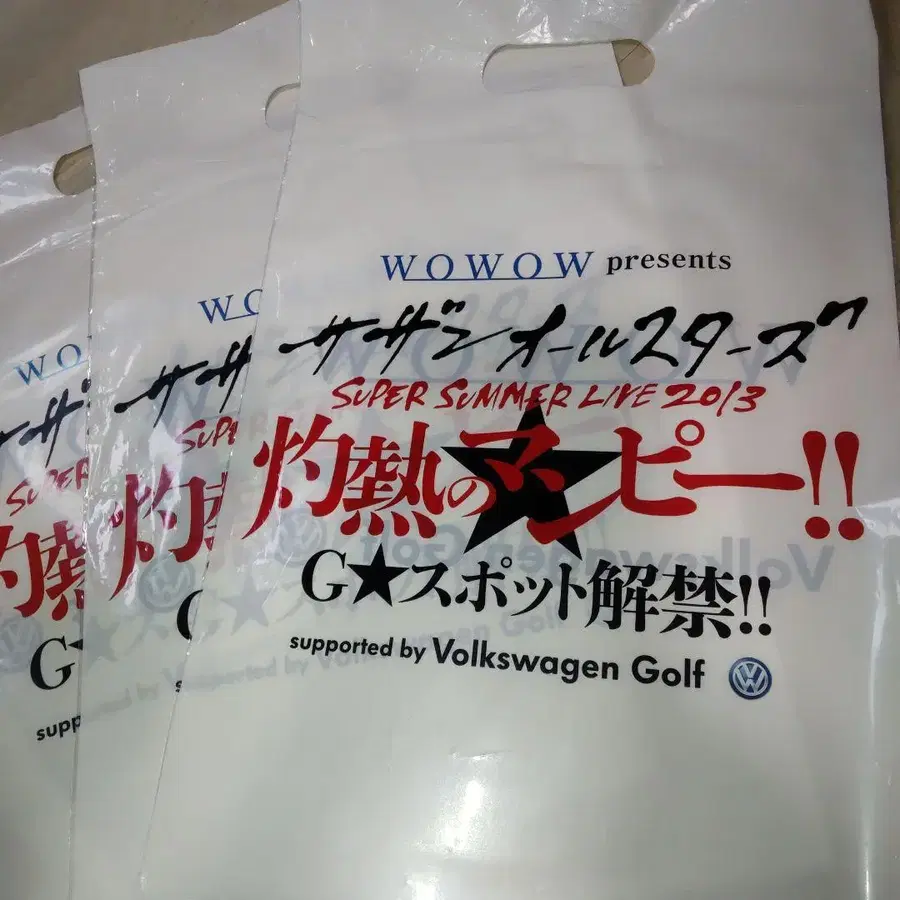 WOWOW presents
サザンオールスターズ
SUPER SUMMER LIVE 2013
灼熱のマンピー!!
G★スポット解禁!!
supported by Volkswagen Golf